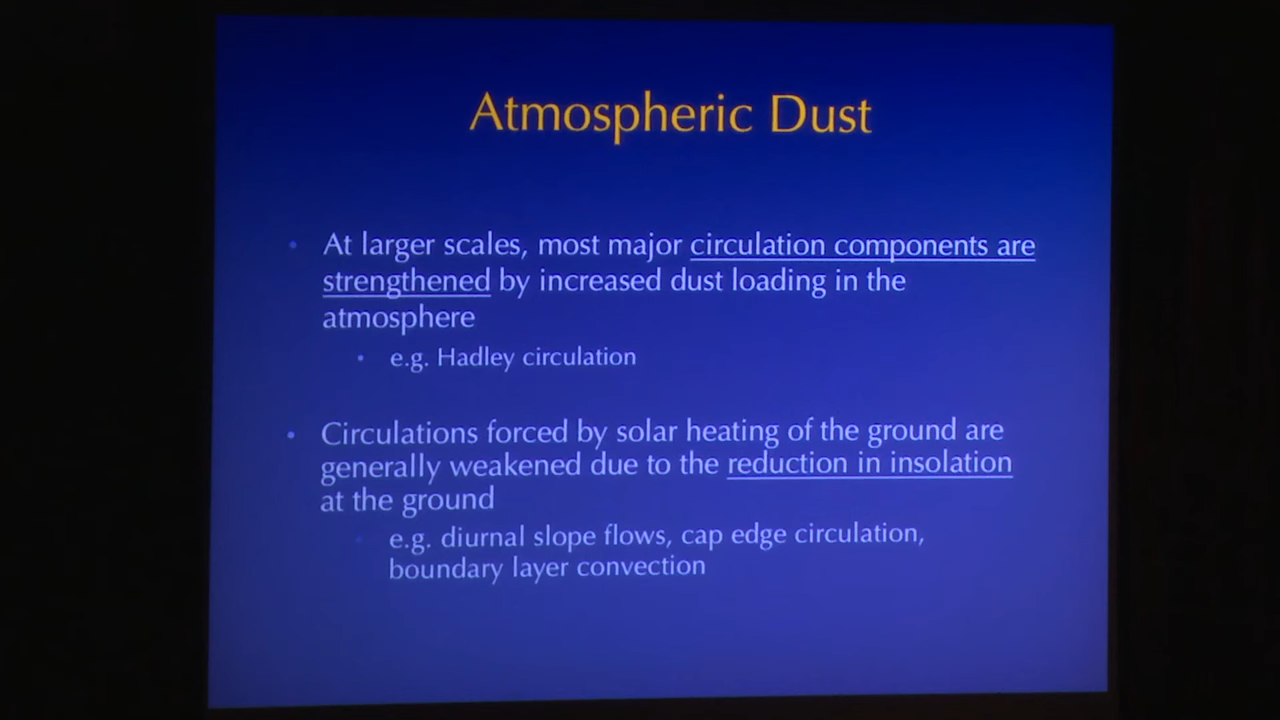 Atmospheric Dust
• At larger scales, most major circulation components are
strengthened by increased dust loading in the
atmosphere
• e.g. Hadley circulation
• Circulations forced by solar heating of the ground are
generally weakened due to the reduction in insolation
at the ground
• e.g. diurnal slope flows, cap edge circulation,
boundary layer convection